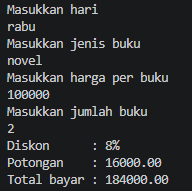 Masukkan hari
rabu
Masukkan jenis buku
novel
Masukkan harga per buku
100000
Masukkan jumlah buku
2
Diskon      : 8%
Potongan    : 16000.00
Total bayar : 184000.00